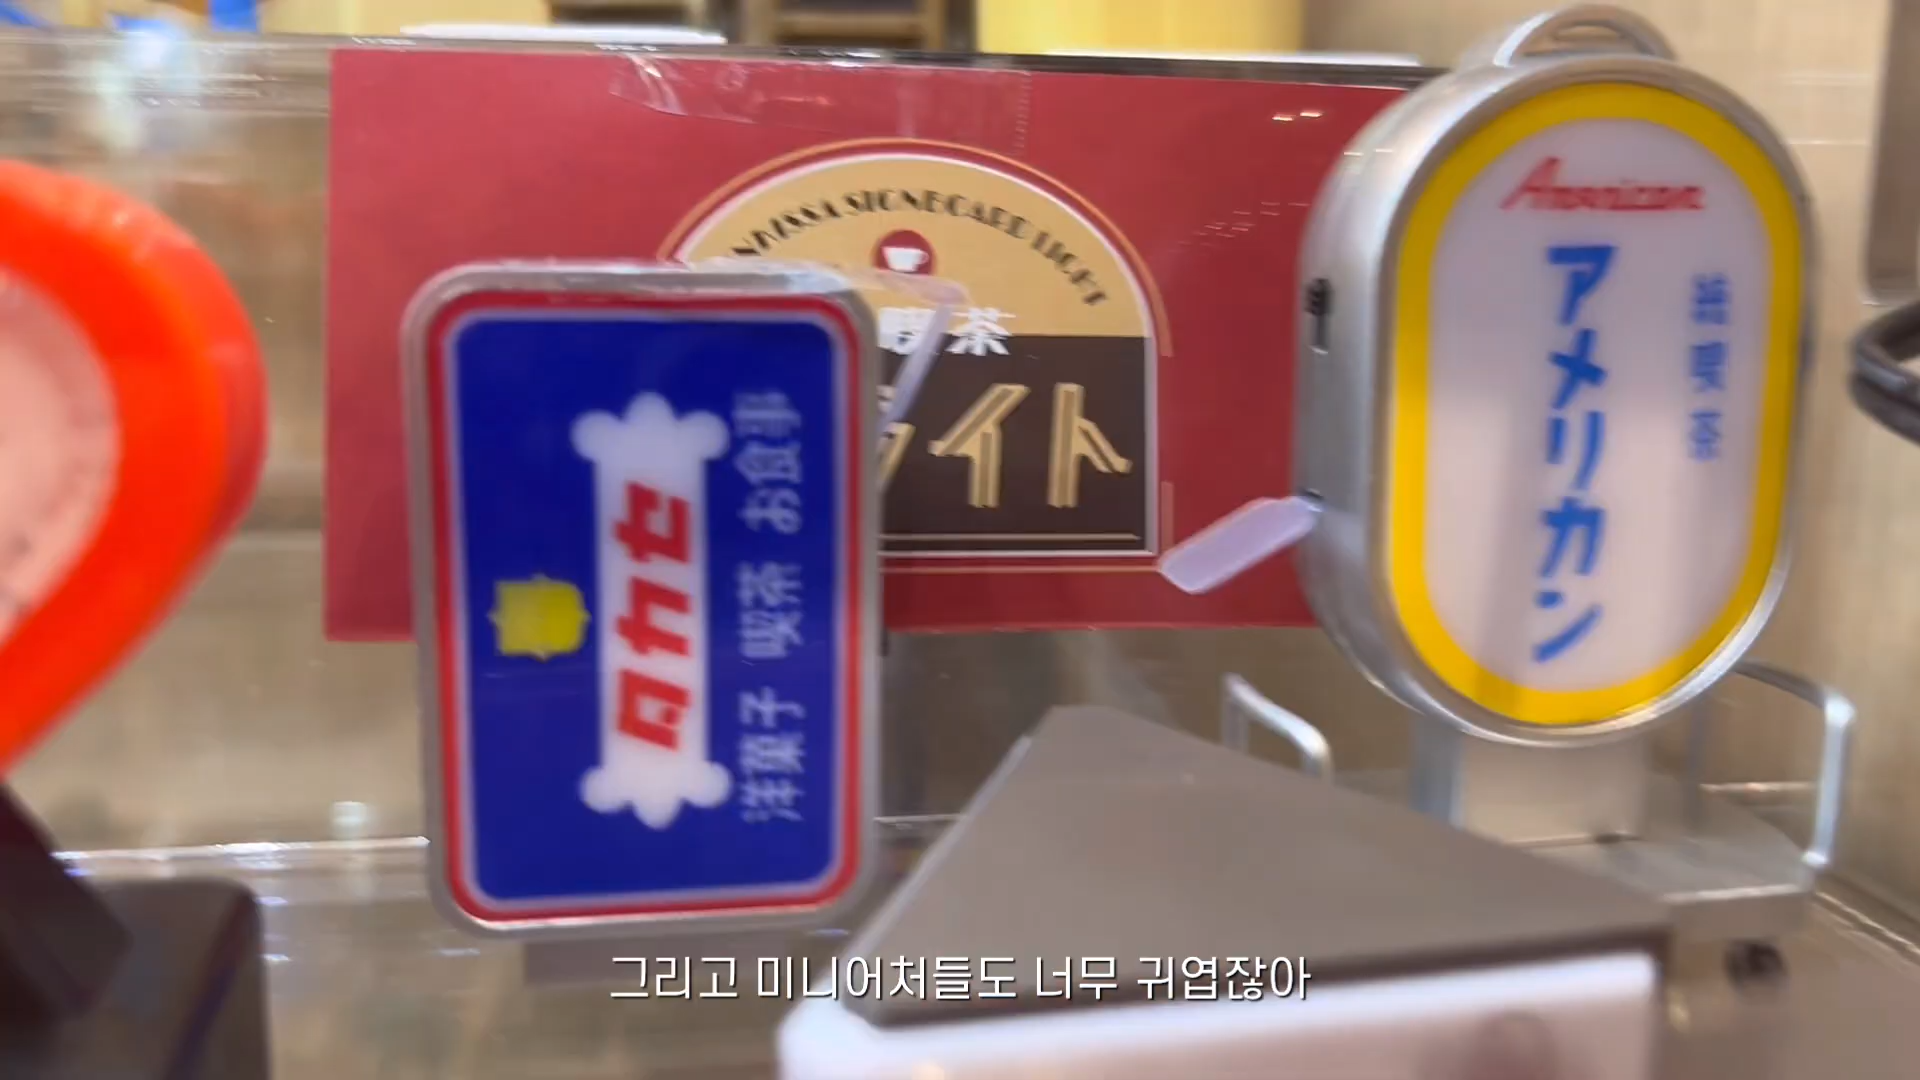 喫茶
イト
American
アメリカン
純喫茶
ロカセ
洋菓子 喫茶 お食事
그리고 미니어처들도 너무 귀엽잖아